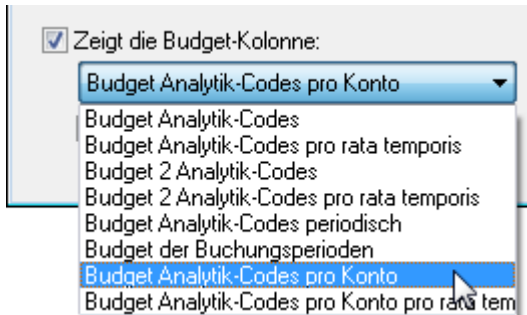 Zeigt die Budget-Kolonne:
Budget Analytik-Codes pro Konto
Budget Analytik-Codes
Budget Analytik-Codes pro rata temporis
Budget 2 Analytik-Codes
Budget 2 Analytik-Codes pro rata temporis
Budget Analytik-Codes periodisch
Budget der Buchungsperioden
Budget Analytik-Codes pro Konto
Budget Analytik-Codes pro Konto pro rata tem